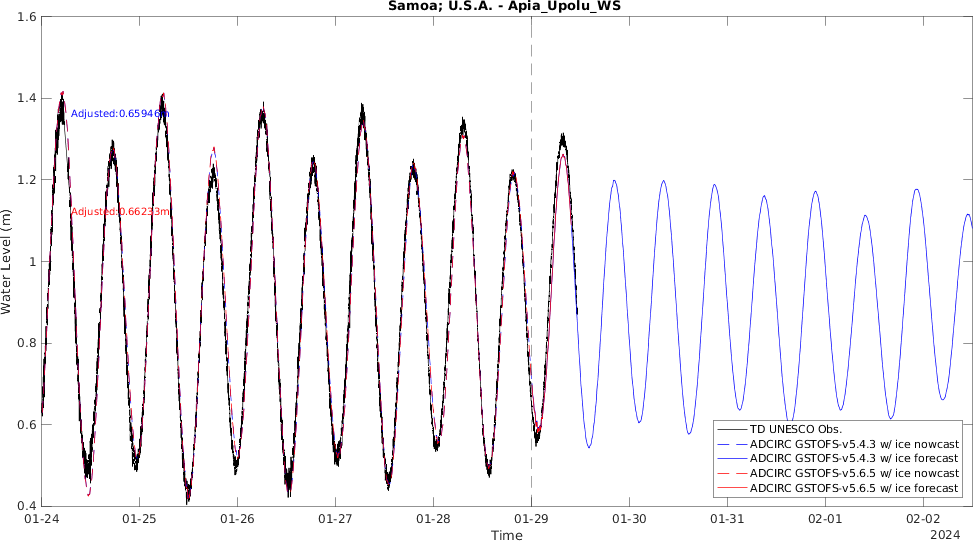 Samoa; U.S.A. - Apia_Upolu_WS
1.6
1.4
1.2
1
0.8
0.6
0.4
Water Level (m)
Adjusted:0.65946m
Adjusted:0.66233m
TD UNESCO Obs.
ADCIRC GSTOFS-v5.4.3 w/ ice nowcast
ADCIRC GSTOFS-v5.4.3 w/ ice forecast
ADCIRC GSTOFS-v5.6.5 w/ ice nowcast
ADCIRC GSTOFS-v5.6.5 w/ ice forecast
01-24 01-25 01-26 01-27 01-28 01-29 01-30 01-31 02-01 02-02
Time
2024